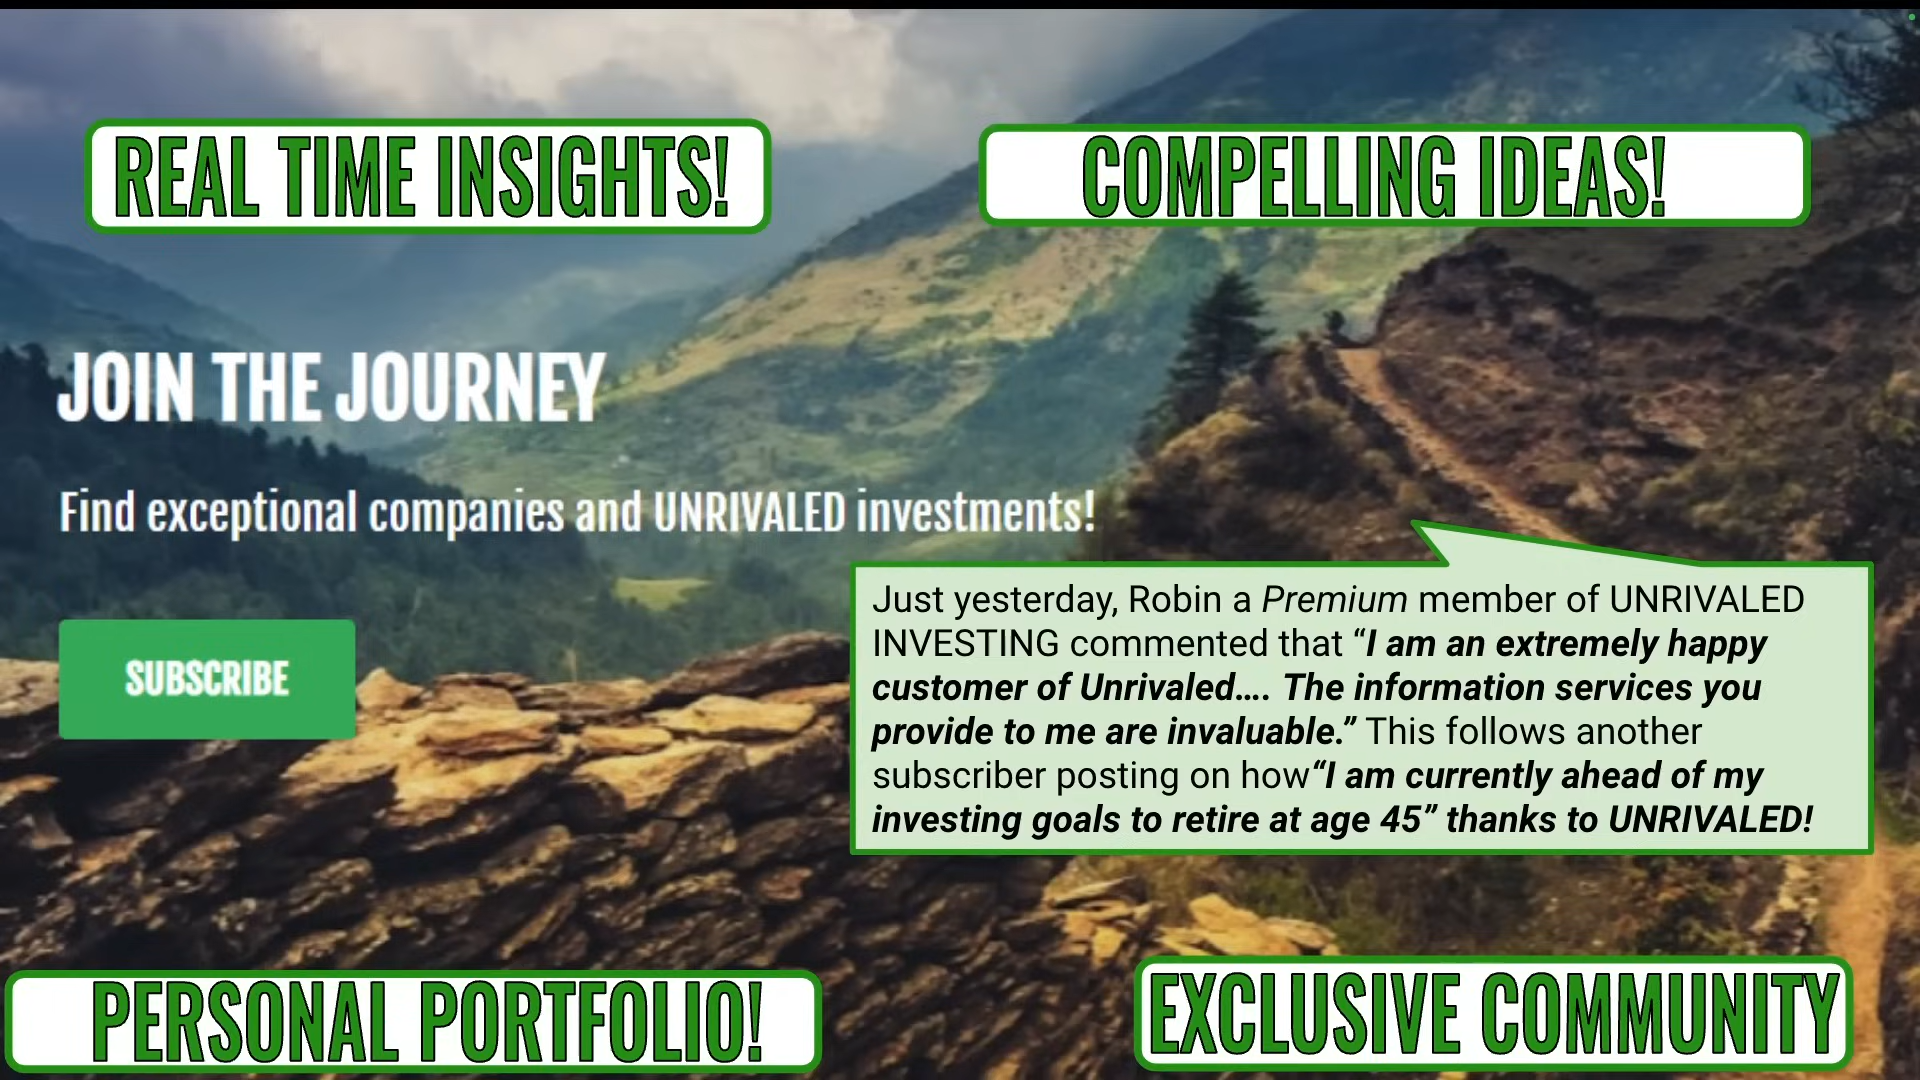 REAL TIME INSIGHTS!
COMPELLING IDEAS!
JOIN THE JOURNEY
Find exceptional companies and UNRIVALED investments!
SUBSCRIBE
Just yesterday, Robin a Premium member of UNRIVALED
INVESTING commented that “I am an extremely happy
customer of Unrivaled.... The information services you
provide to me are invaluable.” This follows another
subscriber posting on how“I am currently ahead of my
investing goals to retire at age 45” thanks to UNRIVALED!
PERSONAL PORTFOLIO!
EXCLUSIVE COMMUNITY